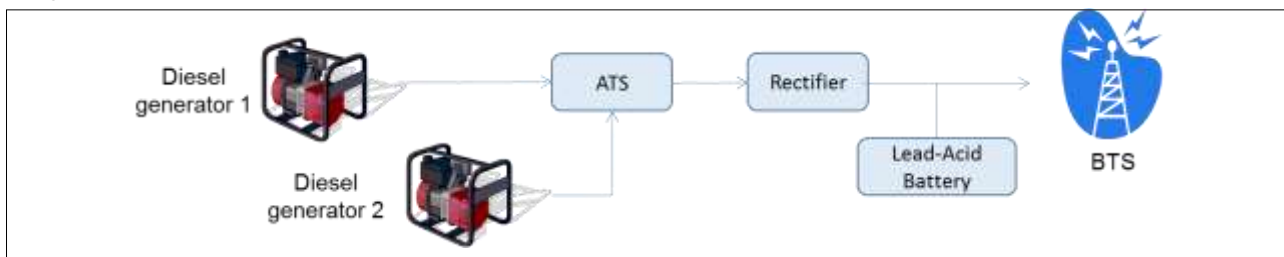 Diesel
generator 1
ATS
Rectifier
Lead-Acid
Battery
BTS
Diesel
generator 2